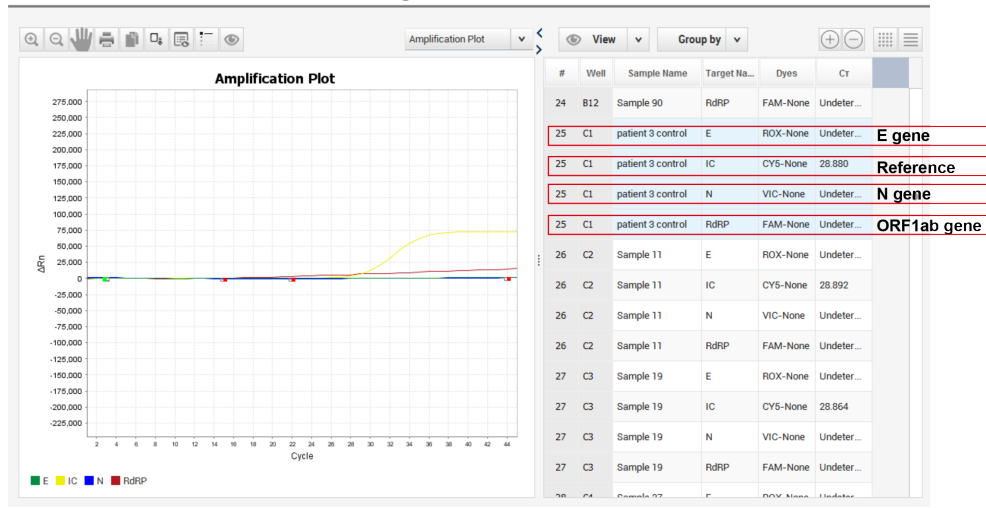 Amplification Plot
View
Group by
Amplification Plot
275,000
250,000
225,000
200,000
175,000
150,000
125,000
100,000
75,000
50,000
25,000
0
-25,000
-50,000
-75,000
-100,000
-125,000
-150,000
-175,000
-200,000
-225,000
ΔRn
2 4 6 8 10 12 14 16 18 20 22 24 26 28 30 32 34 36 38 40 42 44
Cycle
E IC N RdRP
# Well Sample Name Target Na... Dyes CT
24 B12 Sample 90 RdRP FAM-None Undeter...
25 C1 patient 3 control E ROX-None Undeter... E gene
25 C1 patient 3 control IC CY5-None 28.880 Reference
25 C1 patient 3 control N VIC-None Undeter... N gene
25 C1 patient 3 control RdRP FAM-None Undeter... ORF1ab gene
26 C2 Sample 11 E ROX-None Undeter...
26 C2 Sample 11 IC CY5-None 28.892
26 C2 Sample 11 N VIC-None Undeter...
26 C2 Sample 11 RdRP FAM-None Undeter...
27 C3 Sample 19 E ROX-None Undeter...
27 C3 Sample 19 IC CY5-None 28.864
27 C3 Sample 19 N VIC-None Undeter...
27 C3 Sample 19 RdRP FAM-None Undeter...